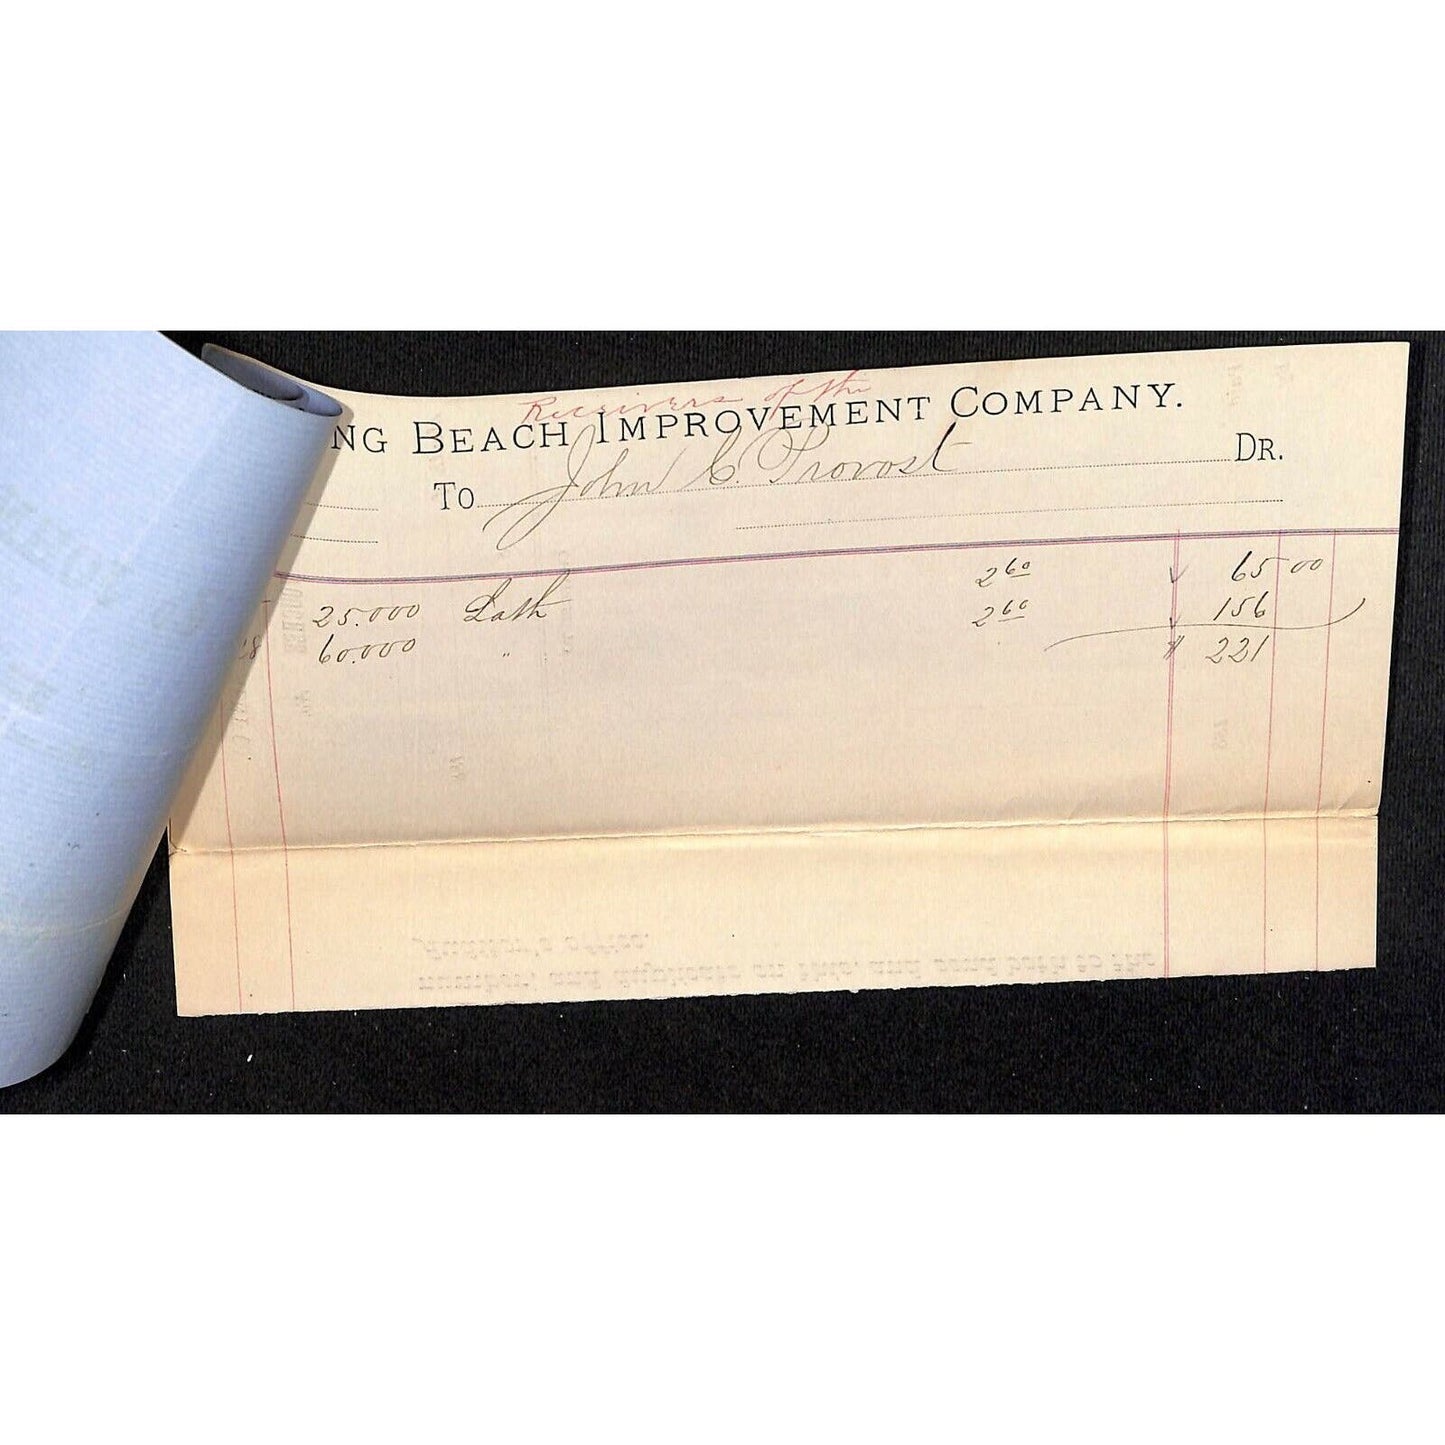 Receivers of the
NG BEACH IMPROVEMENT COMPANY.
To John C. Provost DR.
25.000 Lath 2 60 65 00
28 60.000 " 2 60 156
$ 221